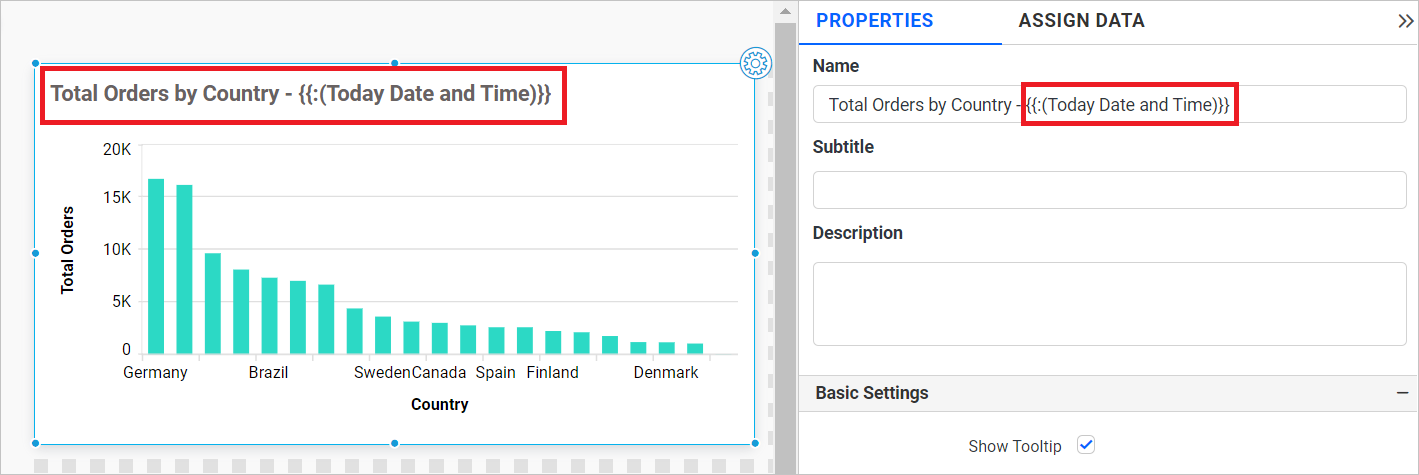 Total Orders by Country - {{:(Today Date and Time)}}
20K
15K
10K
5K
0
Total Orders
Germany Brazil Sweden Canada Spain Finland Denmark
Country
PROPERTIES ASSIGN DATA
Name
Total Orders by Country - {{:(Today Date and Time)}}
Subtitle
Description
Basic Settings
Show Tooltip